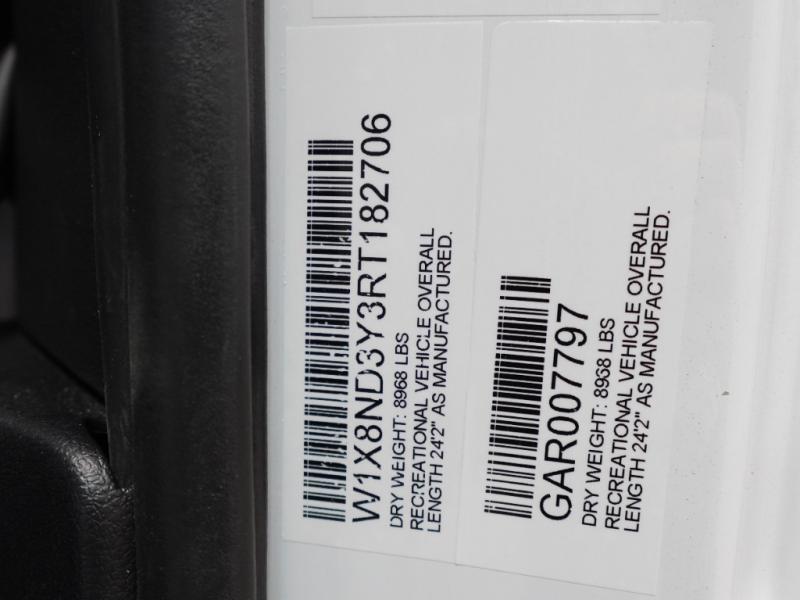 W1X8ND3Y3RT182706
DRY WEIGHT: 8968 LBS
RECREATIONAL VEHICLE OVERALL
LENGTH 24'2" AS MANUFACTURED.
GAR007797
DRY WEIGHT: 8968 LBS
RECREATIONAL VEHICLE OVERALL
LENGTH 24'2" AS MANUFACTURED.